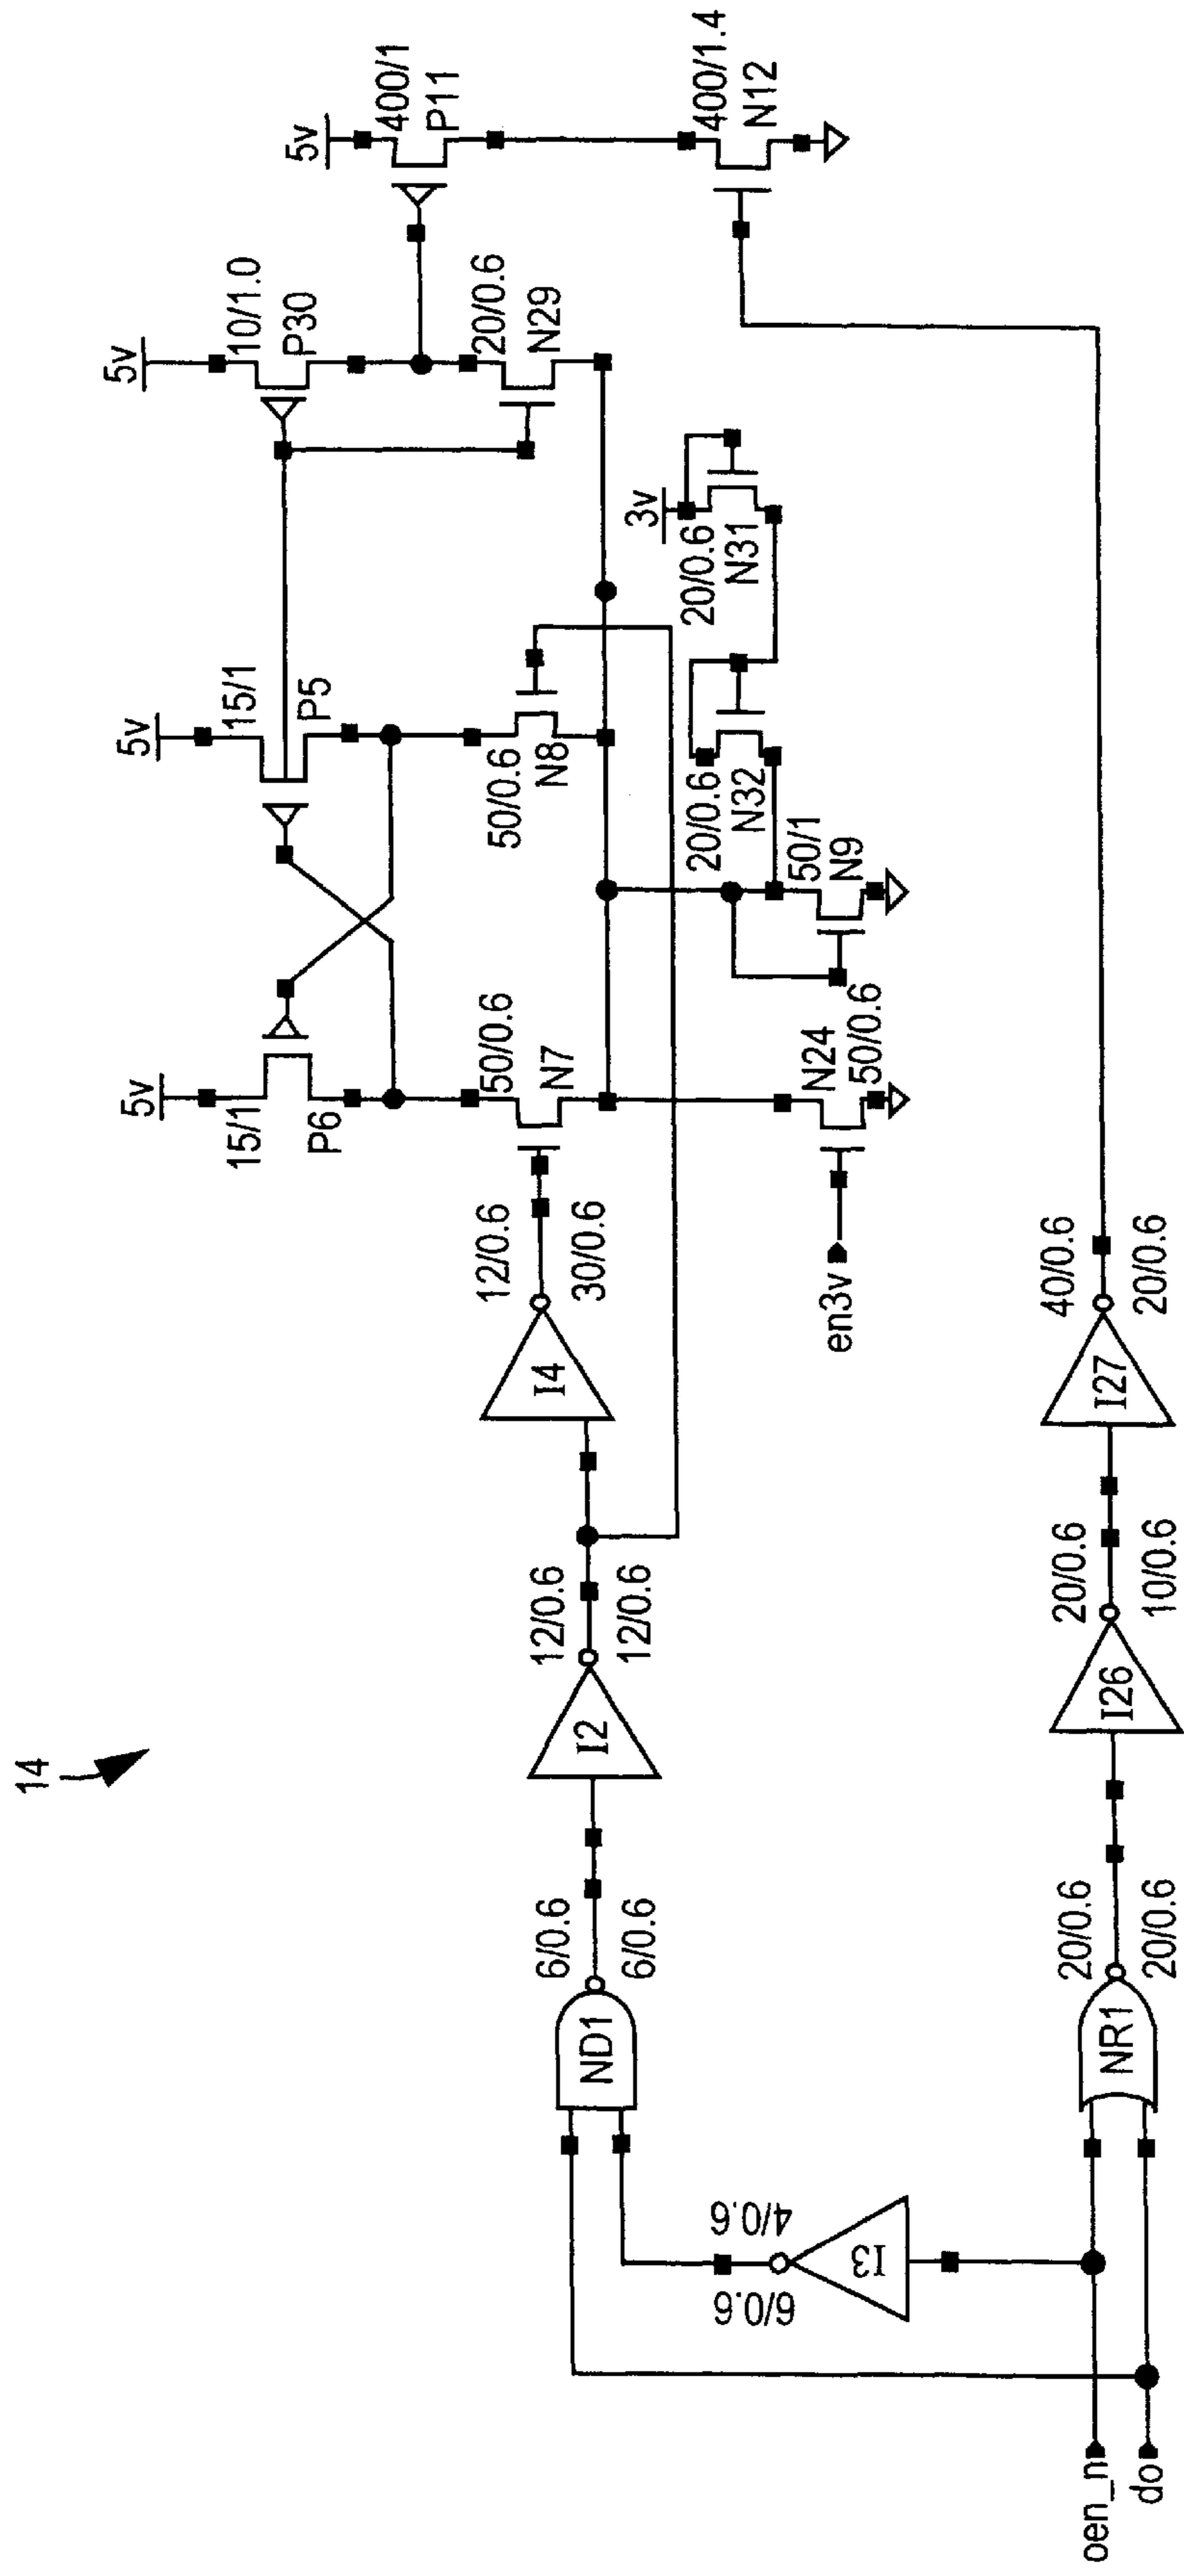 14
oen_n
do
6/0.6
I3
4/0.6
ND1
6/0.6
6/0.6
I2
12/0.6
12/0.6
I4
12/0.6
30/0.6
NR1
20/0.6
20/0.6
I26
20/0.6
10/0.6
I27
40/0.6
20/0.6
en3v
5v
15/1
P6
50/0.6
N7
N24
50/0.6
5v
15/1
P5
50/0.6
N8
50/1
N9
20/0.6
N32
3v
20/0.6
N31
5v
10/1.0
P30
20/0.6
N29
5v
400/1
P11
400/1.4
N12